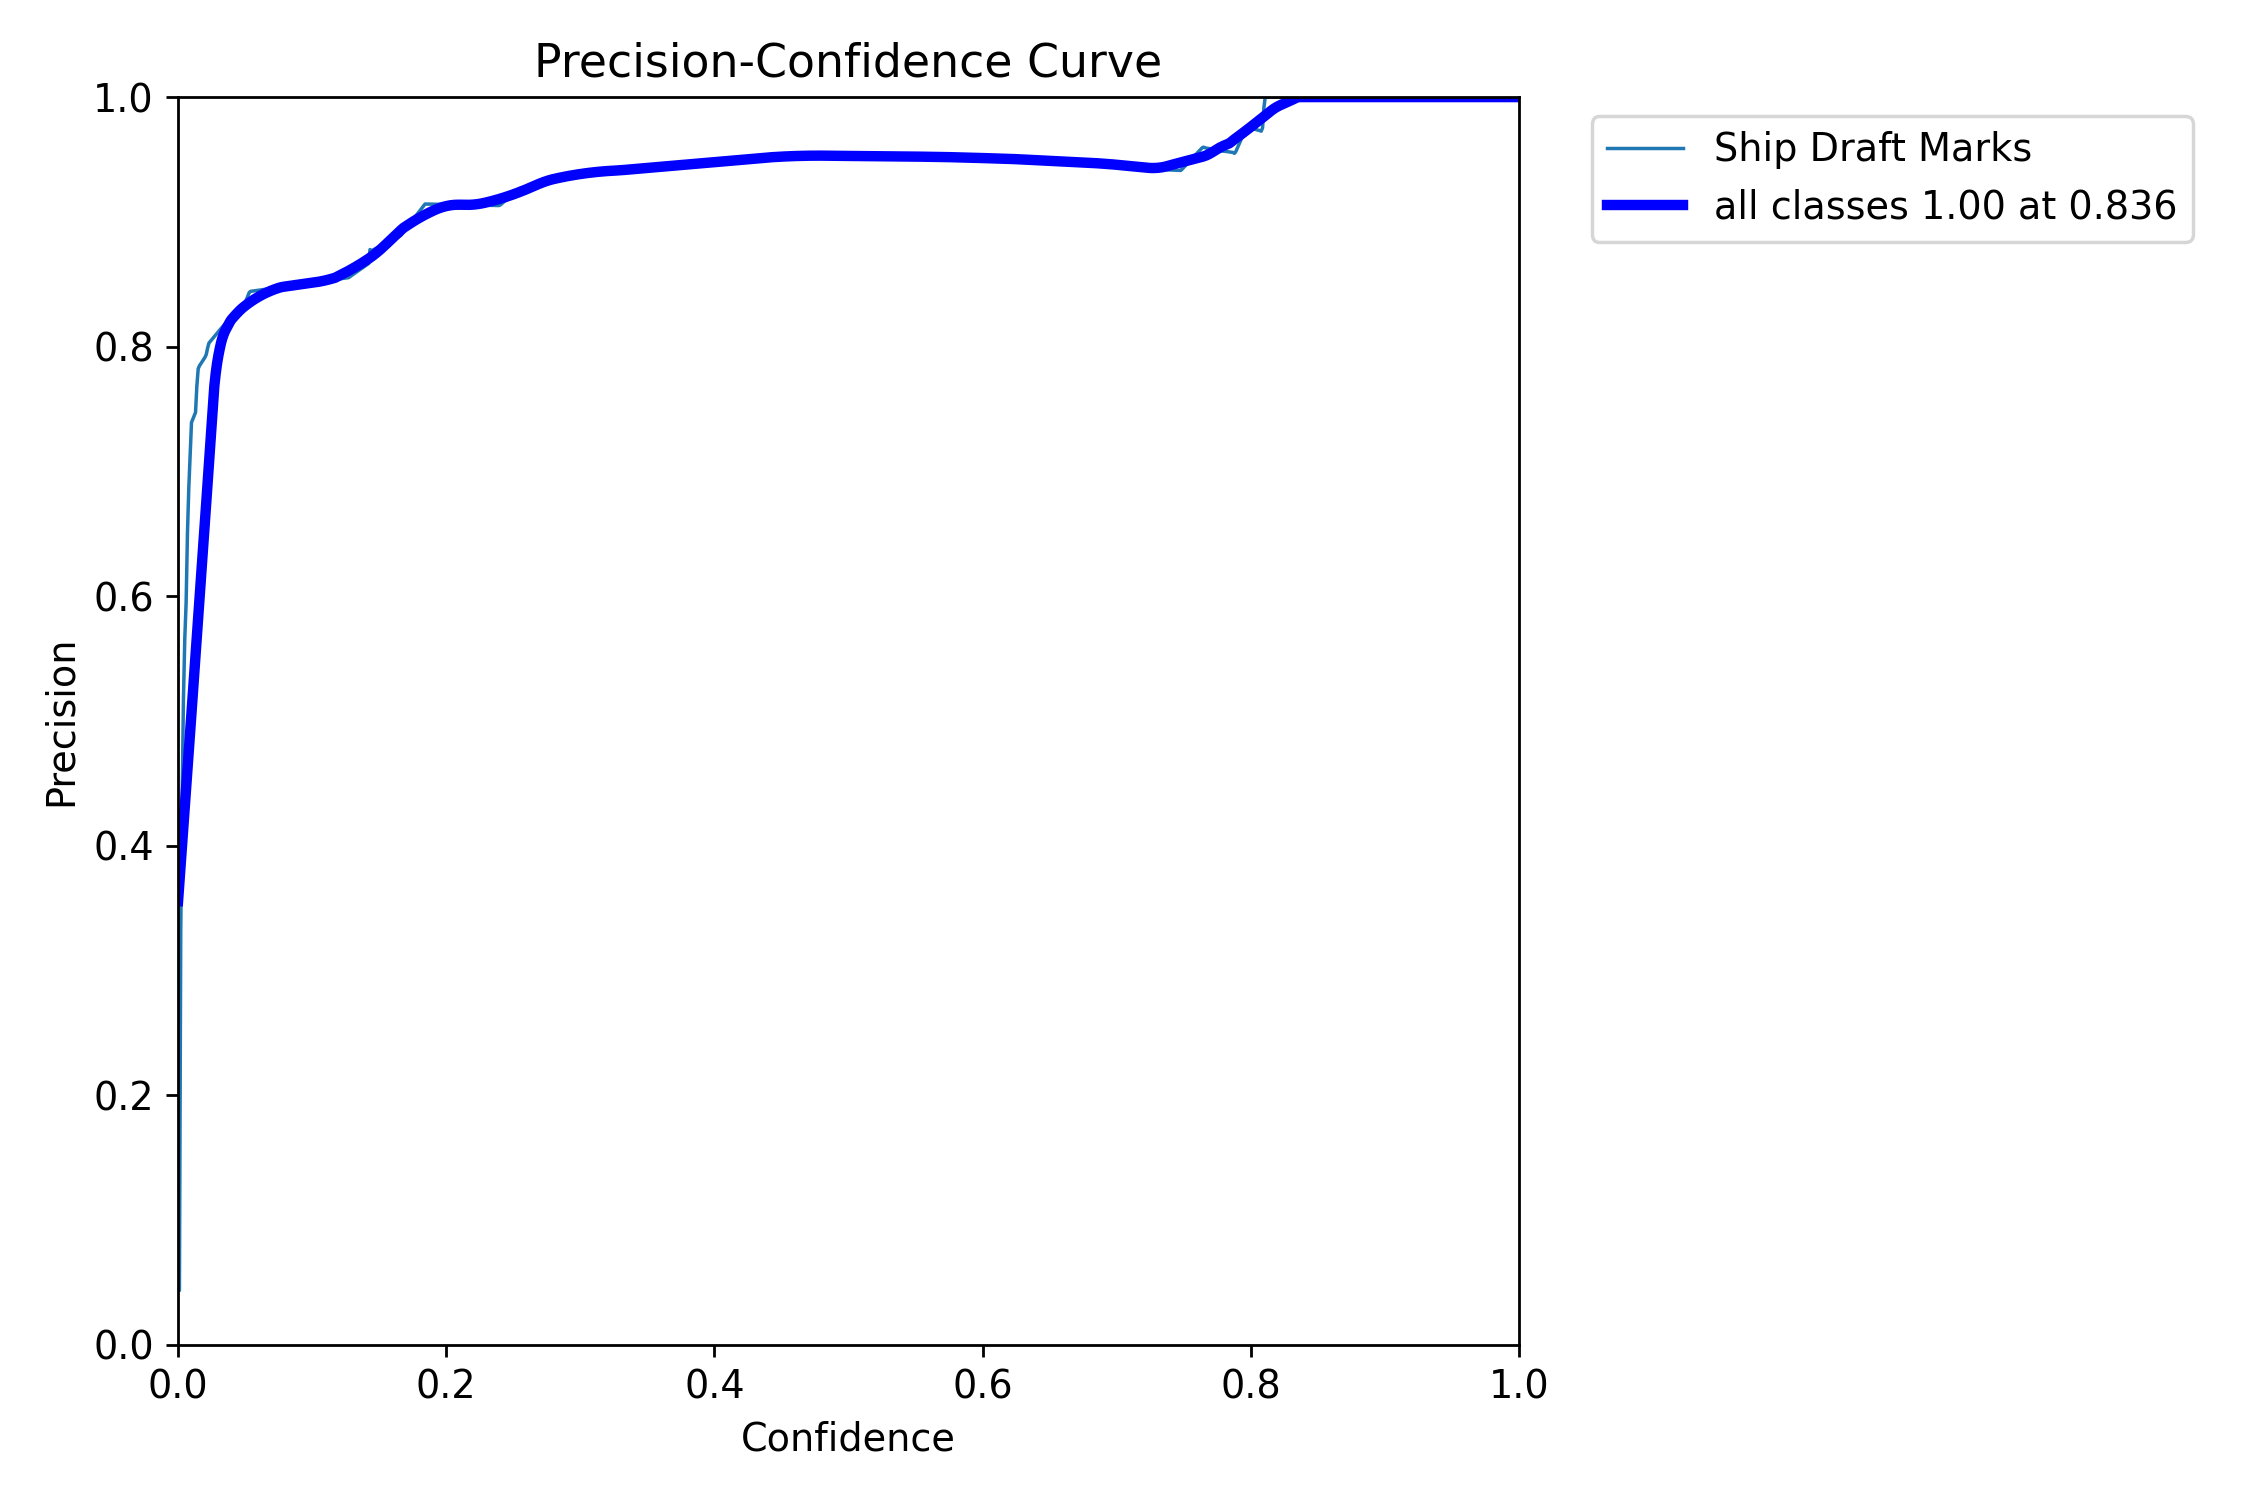 Precision-Confidence Curve
1.0
0.8
0.6
0.4
0.2
0.0
Precision
0.0 0.2 0.4 0.6 0.8 1.0
Confidence
Ship Draft Marks
all classes 1.00 at 0.836